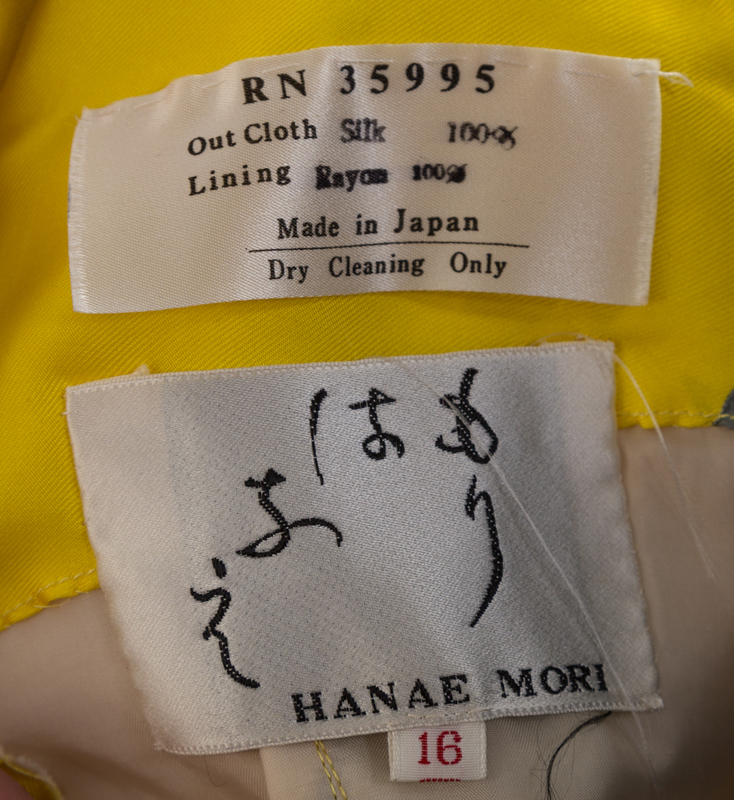 RN 35995
Out Cloth Silk 100%
Lining Rayon 100%
Made in Japan
Dry Cleaning Only
もり
はなえ
HANAE MORI
16